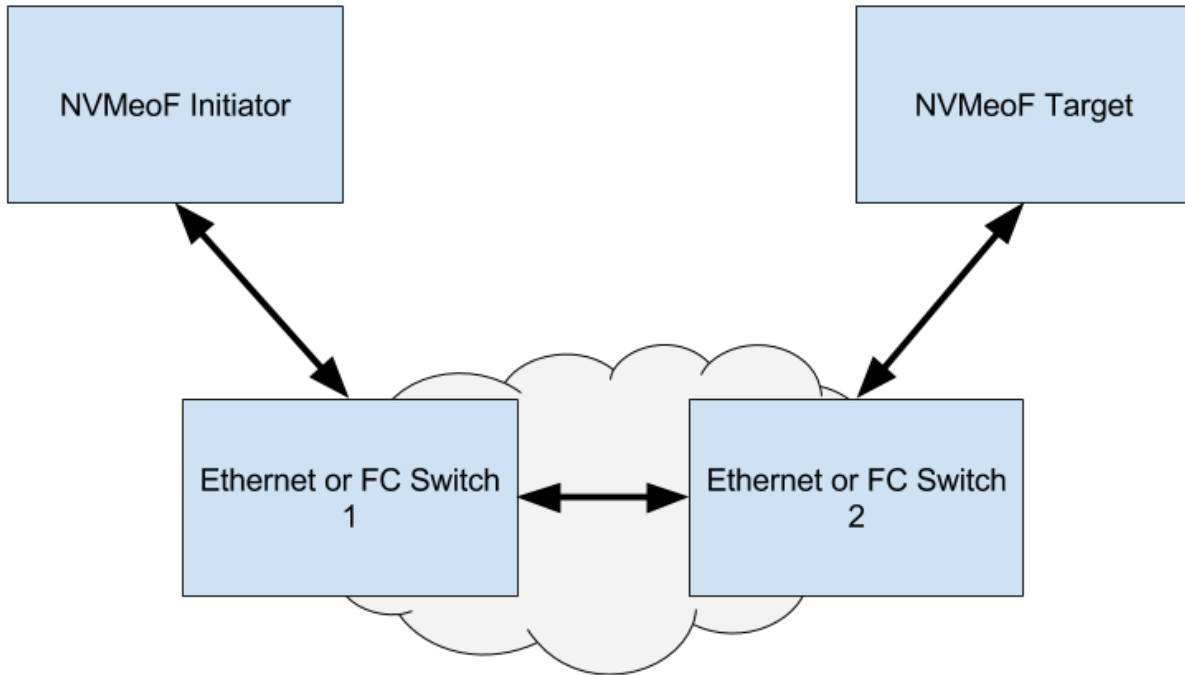 NVMeoF Initiator
NVMeoF Target
Ethernet or FC Switch
1
Ethernet or FC Switch
2